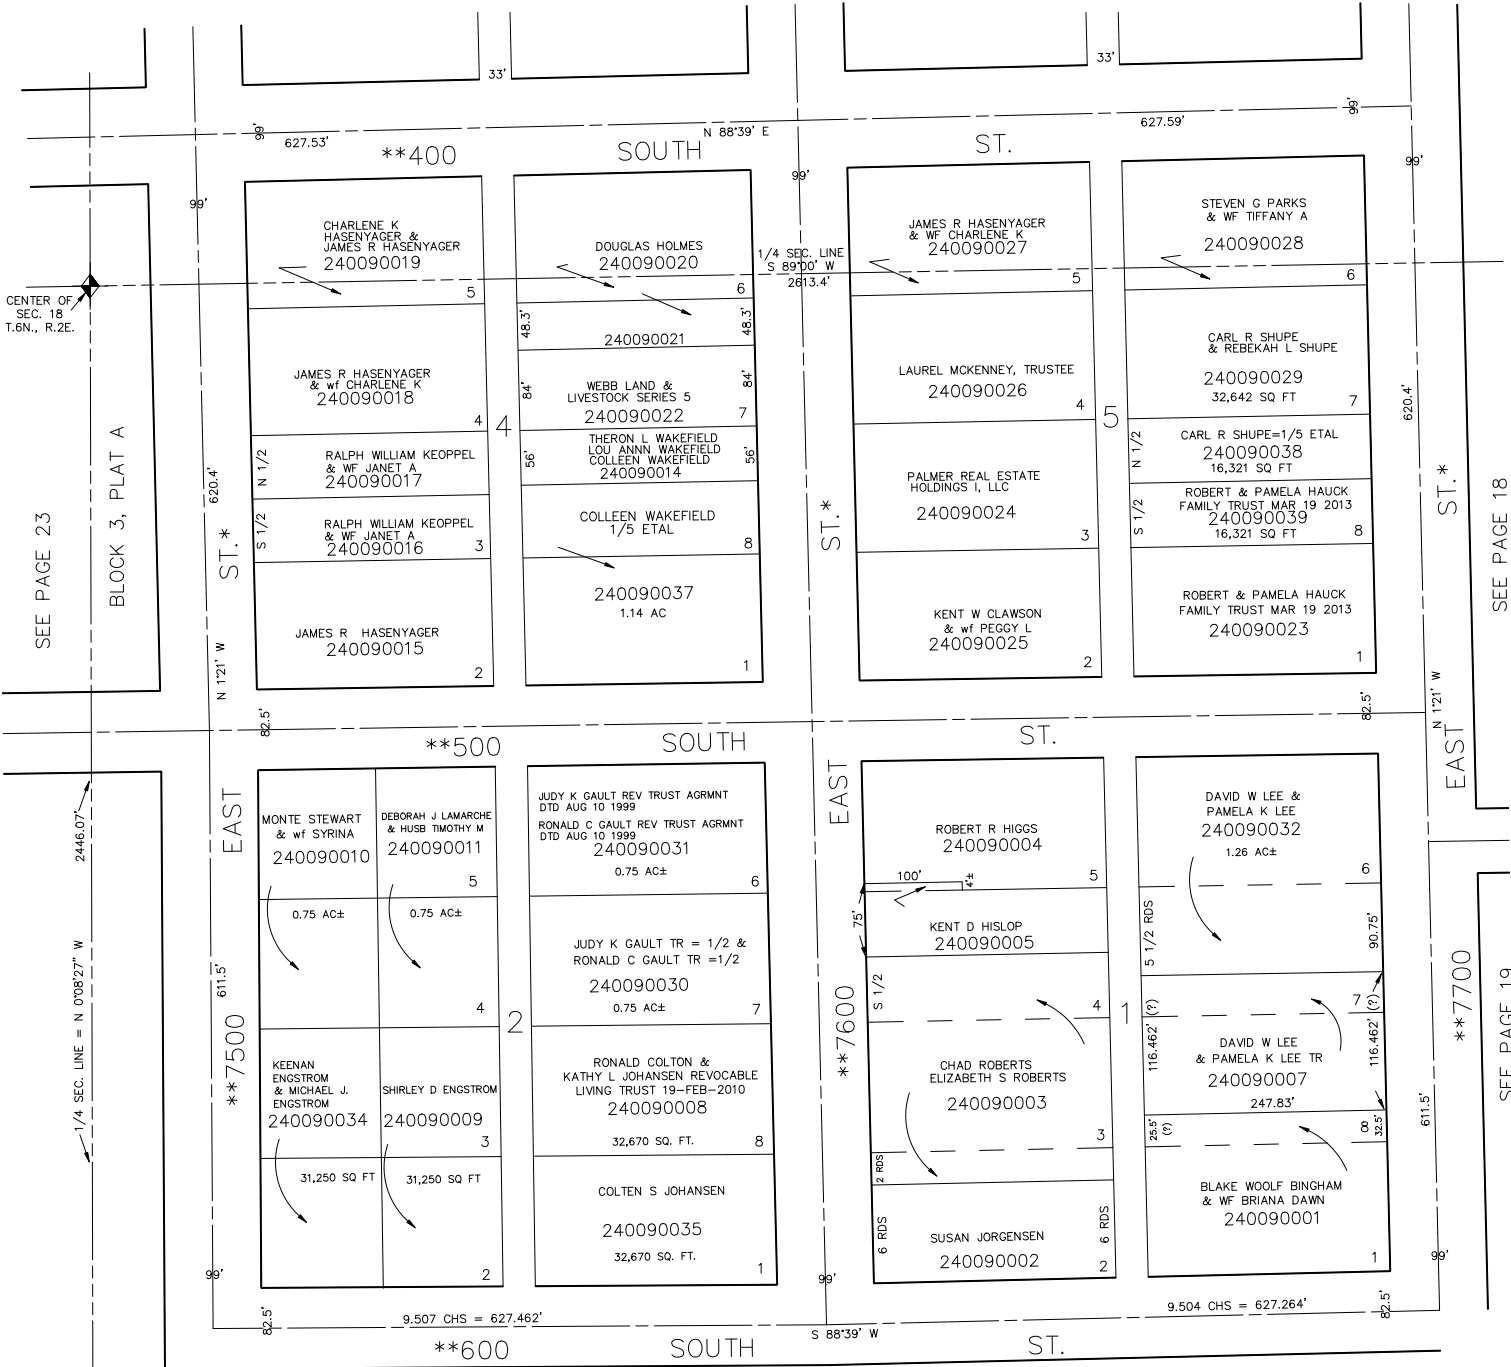 33'
33'
99'
627.53'
**400
SOUTH
N 88°39' E
ST.
627.59'
99'
99'
99'
99'
CENTER OF
SEC. 18
T.6N., R.2E.
CHARLENE K
HASENYAGER &
JAMES R HASENYAGER
240090019
5
JAMES R HASENYAGER
& wf CHARLENE K
240090018
4
N 1/2
RALPH WILLIAM KEOPPEL
& WF JANET A
240090017
S 1/2
RALPH WILLIAM KEOPPEL
& WF JANET A
240090016
3
JAMES R HASENYAGER
240090015
2
4
DOUGLAS HOLMES
240090020
6
48.3'
48.3'
240090021
84'
84'
WEBB LAND &
LIVESTOCK SERIES 5
240090022
7
56'
56'
THERON L WAKEFIELD
LOU ANNN WAKEFIELD
COLLEEN WAKEFIELD
240090014
COLLEEN WAKEFIELD
1/5 ETAL
8
240090037
1.14 AC
1
1/4 SEC. LINE
S 89°00' W
2613.4'
JAMES R HASENYAGER
& WF CHARLENE K
240090027
5
LAUREL MCKENNEY, TRUSTEE
240090026
4
PALMER REAL ESTATE
HOLDINGS I, LLC
240090024
3
KENT W CLAWSON
& wf PEGGY L
240090025
2
5
STEVEN G PARKS
& WF TIFFANY A
240090028
6
CARL R SHUPE
& REBEKAH L SHUPE
240090029
32,642 SQ FT
7
N 1/2
CARL R SHUPE=1/5 ETAL
240090038
16,321 SQ FT
S 1/2
ROBERT & PAMELA HAUCK
FAMILY TRUST MAR 19 2013
240090039
16,321 SQ FT
8
ROBERT & PAMELA HAUCK
FAMILY TRUST MAR 19 2013
240090023
1
SEE PAGE 23
BLOCK 3, PLAT A
620.4'
ST.*
N 1°21' W
ST.*
620.4'
ST.*
N 1°21' W
SEE PAGE 18
82.5'
82.5'
**500
SOUTH
ST.
EAST
EAST
EAST
2446.07'
1/4 SEC. LINE = N 0°08'27" W
611.5'
**7500
MONTE STEWART
& wf SYRINA
240090010
0.75 AC±
DEBORAH J LAMARCHE
& HUSB TIMOTHY M
240090011
5
0.75 AC±
4
KEENAN
ENGSTROM
& MICHAEL J.
ENGSTROM
240090034
31,250 SQ FT
SHIRLEY D ENGSTROM
240090009
3
31,250 SQ FT
2
2
JUDY K GAULT REV TRUST AGRMNT
DTD AUG 10 1999
RONALD C GAULT REV TRUST AGRMNT
DTD AUG 10 1999
240090031
0.75 AC±
6
JUDY K GAULT TR = 1/2 &
RONALD C GAULT TR =1/2
240090030
0.75 AC±
7
RONALD COLTON &
KATHY L JOHANSEN REVOCABLE
LIVING TRUST 19-FEB-2010
240090008
32,670 SQ. FT.
8
COLTEN S JOHANSEN
240090035
32,670 SQ. FT.
1
**7600
ROBERT R HIGGS
240090004
5
100'
4'±
75'
KENT D HISLOP
240090005
S 1/2
4
CHAD ROBERTS
ELIZABETH S ROBERTS
240090003
3
2 RDS
6 RDS
6 RDS
SUSAN JORGENSEN
240090002
2
1
DAVID W LEE &
PAMELA K LEE
240090032
1.26 AC±
6
5 1/2 RDS
90.75'
7
116.462' (?)
116.462' (?)
DAVID W LEE
& PAMELA K LEE TR
240090007
247.83'
25.5'
(?)
8
32.5'
BLAKE WOOLF BINGHAM
& WF BRIANA DAWN
240090001
1
**7700
611.5'
SEE PAGE 19
99'
99'
99'
82.5'
82.5'
9.507 CHS = 627.462'
S 88°39' W
9.504 CHS = 627.264'
**600
SOUTH
ST.